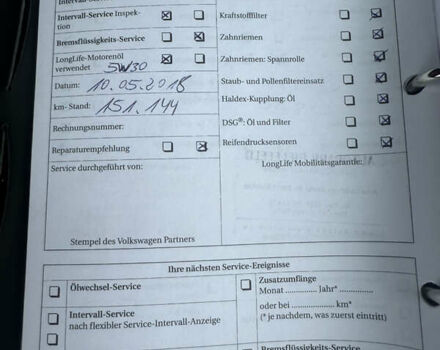 Intervall-Service Inspek-
tion
Bremsflüssigkeits-Service
LongLife-Motorenöl
verwendet 5W30
Datum: 10.05.2018
km- Stand: 151.144
Rechnungsnummer:
Reparaturempfehlung
Service durchgeführt von:
Stempel des Volkswagen Partners
Kraftstofffilter
Zahnriemen
Zahnriemen: Spannrolle
Staub- und Pollenfiltereinsatz
Haldex-Kupplung: Öl
DSG®: Öl und Filter
Reifendrucksensoren
LongLife Mobilitätsgarantie:
Ihre nächsten Service-Ereignisse
Ölwechsel-Service
Intervall-Service
nach flexibler Service-Intervall-Anzeige
Zusatzumfänge
Monat .............. Jahr*
oder bei .................... km*
(* je nachdem, was zuerst eintritt)
Bremsflüssigkeits-Service